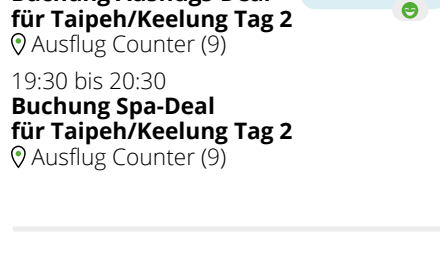 für Taipeh/Keelung Tag 2
Ausflug Counter (9)
19:30 bis 20:30
Buchung Spa-Deal
für Taipeh/Keelung Tag 2
Ausflug Counter (9)